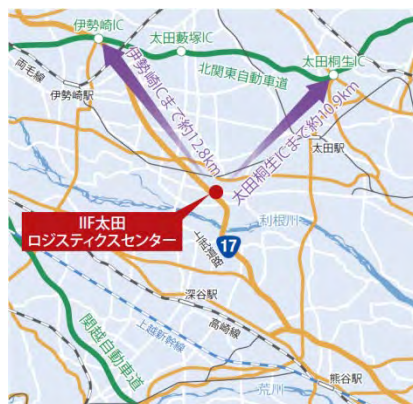 伊勢崎IC
太田藪塚IC
太田桐生IC
北関東自動車道
両毛線
伊勢崎駅
伊勢崎ICまで約12.8km
太田桐生ICまで約10.9km
太田駅
IIF太田
ロジスティクスセンター
利根川
上武道路
17
深谷駅
高崎線
上越新幹線
関越自動車道
熊谷駅
荒川